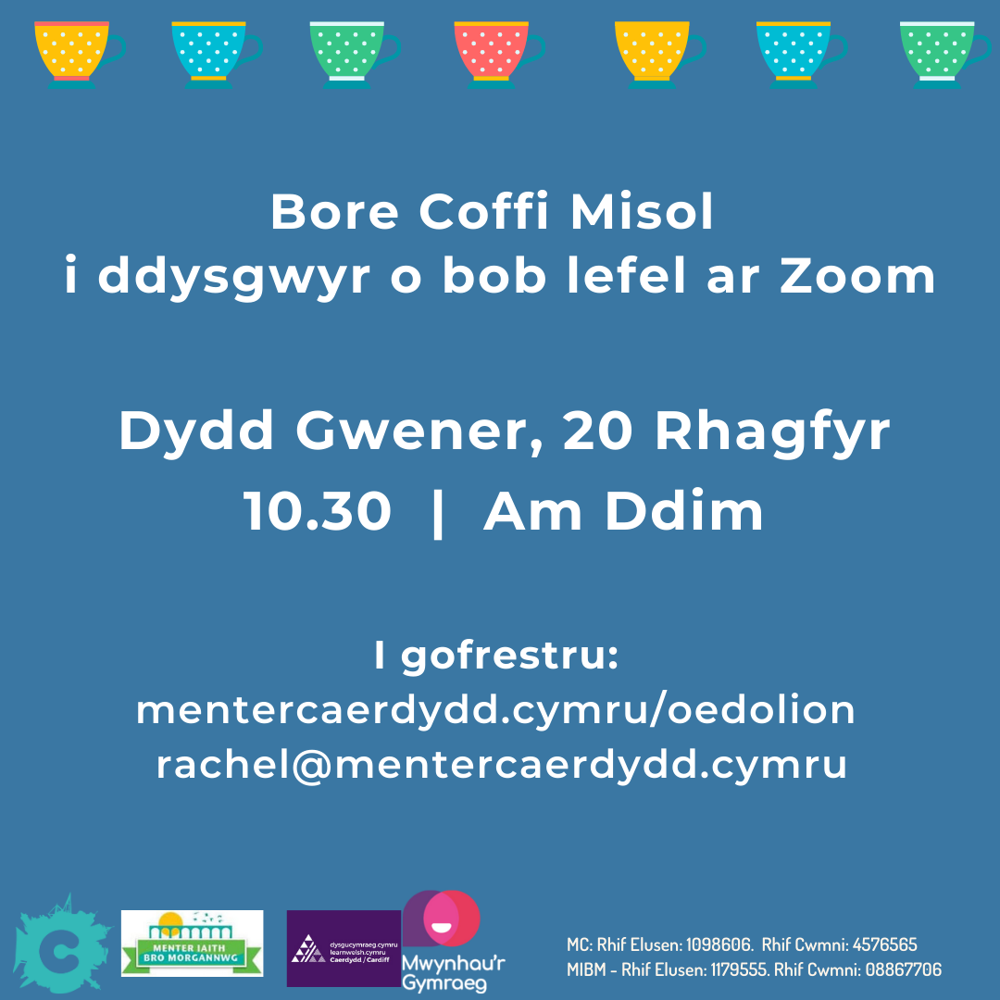 Bore Coffi Misol
i ddysgwyr o bob lefel ar Zoom
Dydd Gwener, 20 Rhagfyr
10.30 | Am Ddim
I gofrestru:
mentercaerdydd.cymru/oedolion
rachel@mentercaerdydd.cymru
C
MENTER IAITH
BRO MORGANNWG
dysgucymraeg.cymru
learnwelsh.cymru
Caerdydd / Cardiff
Mwynhau'r
Gymraeg
MC: Rhif Elusen: 1098606. Rhif Cwmni: 4576565
MIBM - Rhif Elusen: 1179555. Rhif Cwmni: 08867706